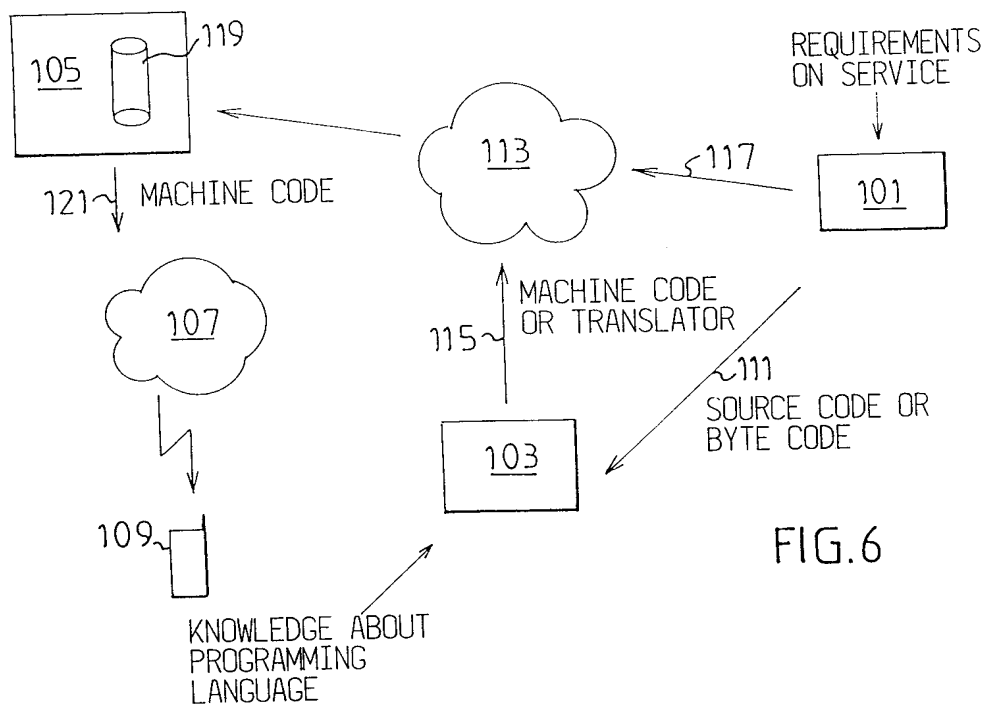 119
105
REQUIREMENTS
ON SERVICE
113
117
101
121
MACHINE CODE
107
MACHINE CODE
OR TRANSLATOR
115
111
SOURCE CODE OR
BYTE CODE
103
109
FIG.6
KNOWLEDGE ABOUT
PROGRAMMING
LANGUAGE